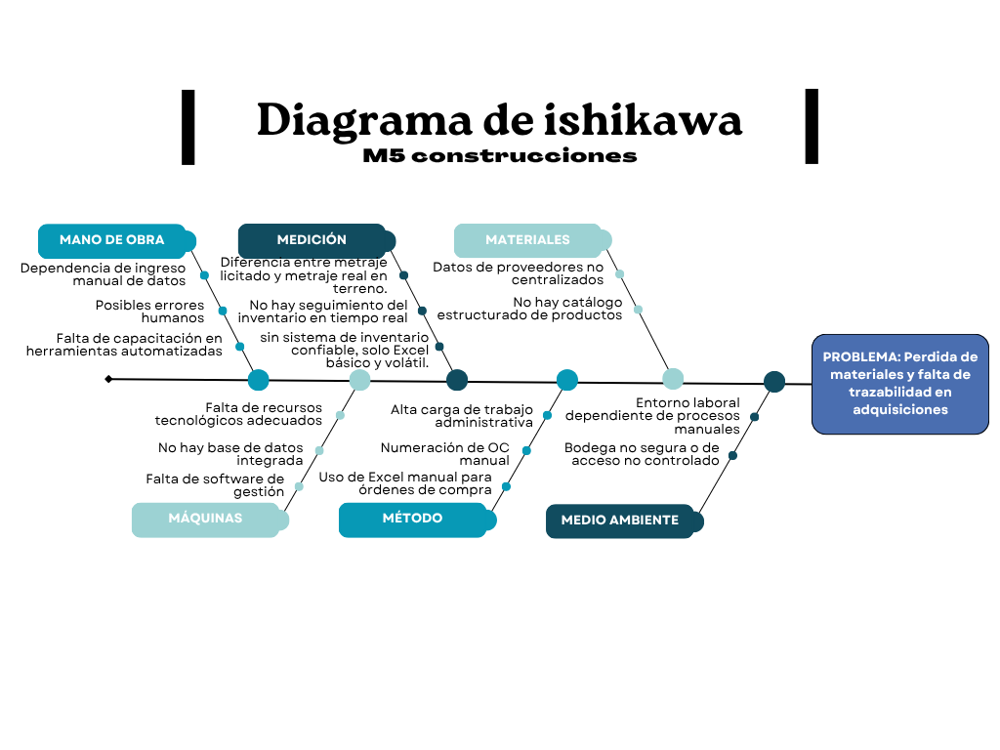 Diagrama de ishikawa
M5 construcciones
MANO DE OBRA
Dependencia de ingreso
manual de datos
Posibles errores
humanos
Falta de capacitación en
herramientas automatizadas
MEDICIÓN
Diferencia entre metraje
licitado y metraje real en
terreno.
No hay seguimiento del
inventario en tiempo real
sin sistema de inventario
confiable, solo Excel
básico y volátil.
MATERIALES
Datos de proveedores no
centralizados
No hay catálogo
estructurado de productos
PROBLEMA: Perdida de
materiales y falta de
trazabilidad en
adquisiciones
Falta de recursos
tecnológicos adecuados
No hay base de datos
integrada
Falta de software de
gestión
MÁQUINAS
Alta carga de trabajo
administrativa
Numeración de OC
manual
Uso de Excel manual para
órdenes de compra
MÉTODO
Entorno laboral
dependiente de procesos
manuales
Bodega no segura o de
acceso no controlado
MEDIO AMBIENTE